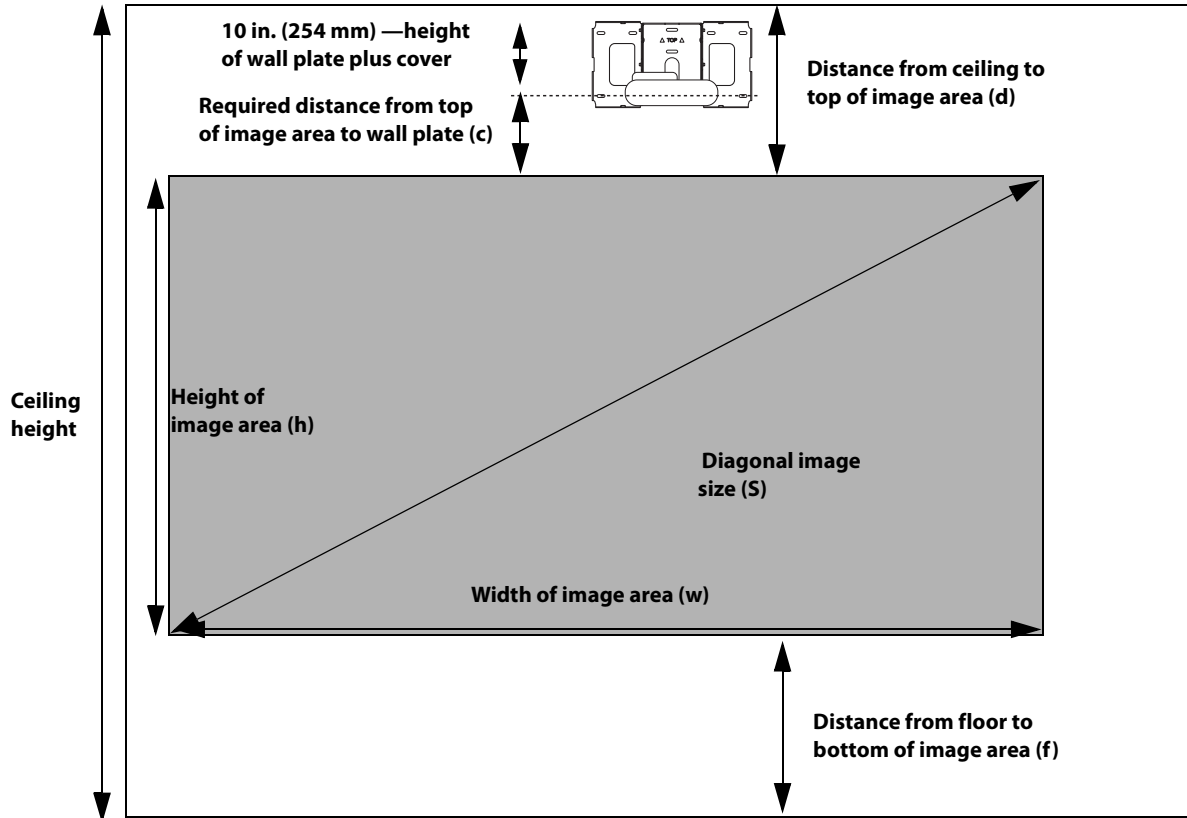 10 in. (254 mm) —height
of wall plate plus cover
Required distance from top
of image area to wall plate (c)
TOP
Distance from ceiling to
top of image area (d)
Ceiling
height
Height of
image area (h)
Diagonal image
size (S)
Width of image area (w)
Distance from floor to
bottom of image area (f)